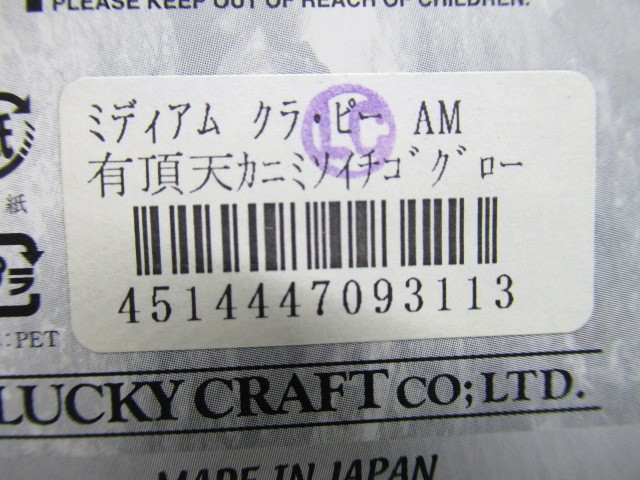 PLEASE KEEP OUT OF REACH OF CHILDREN.
ミディアム クラ・ピー AM
LC
有頂天カニミソイチゴグロー
4514447093113
紙
プラ
:PET
LUCKY CRAFT CO;LTD.
MADE IN JAPAN